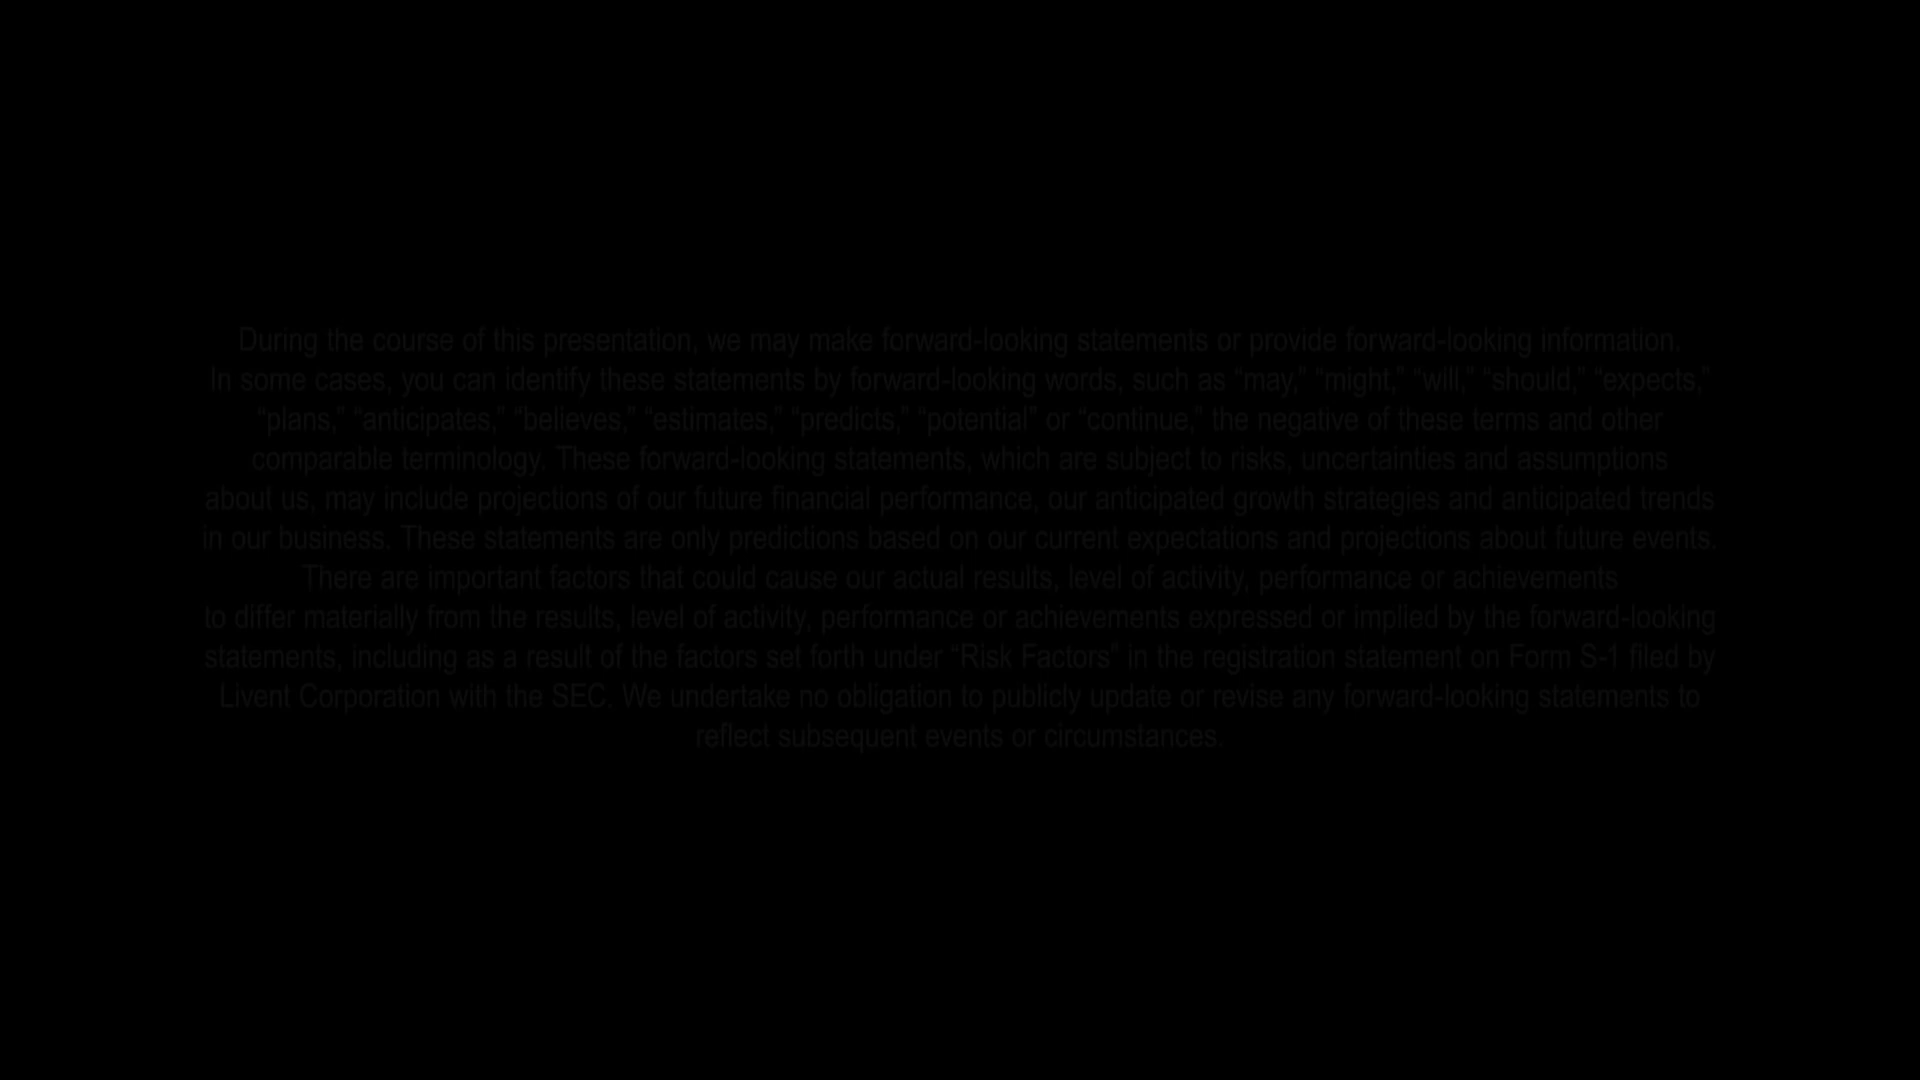 During the course of this presentation, we may make forward-looking statements or provide forward-looking information.
In some cases, you can identify these statements by forward-looking words, such as “may,” “might,” “will,” “should,” “expects,”
“plans,” “anticipates,” “believes,” “estimates,” “predicts,” “potential” or “continue,” the negative of these terms and other
comparable terminology. These forward-looking statements, which are subject to risks, uncertainties and assumptions
about us, may include projections of our future financial performance, our anticipated growth strategies and anticipated trends
in our business. These statements are only predictions based on our current expectations and projections about future events.
There are important factors that could cause our actual results, level of activity, performance or achievements
to differ materially from the results, level of activity, performance or achievements expressed or implied by the forward-looking
statements, including as a result of the factors set forth under “Risk Factors” in the registration statement on Form S-1 filed by
Livent Corporation with the SEC. We undertake no obligation to publicly update or revise any forward-looking statements to
reflect subsequent events or circumstances.